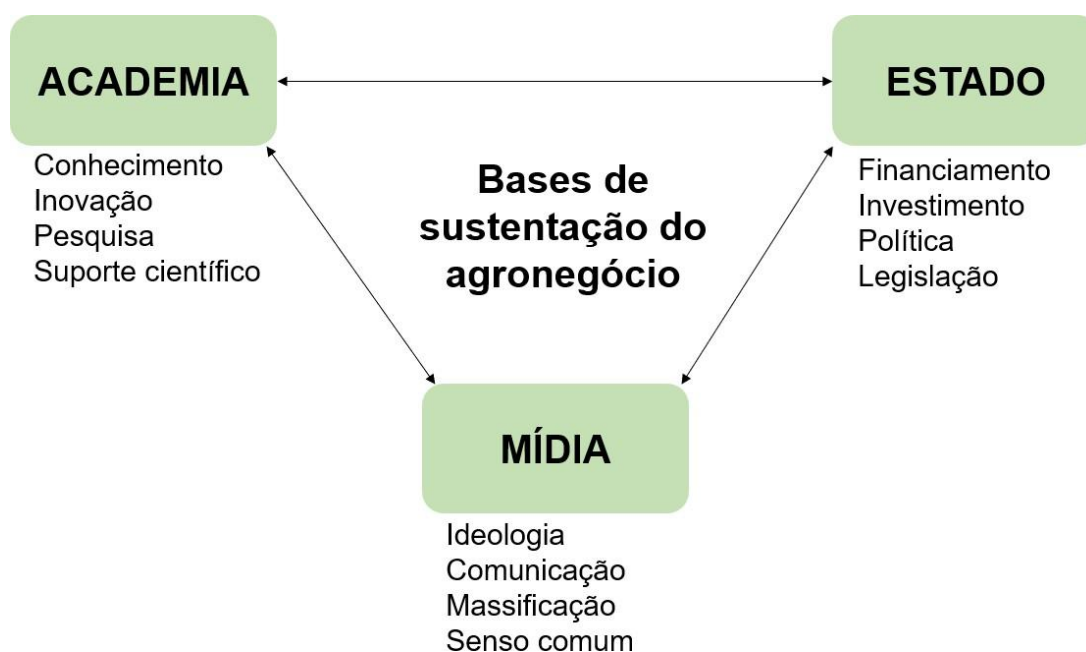 ACADEMIA
Conhecimento
Inovação
Pesquisa
Suporte científico
Bases de
sustentação do
agronegócio
ESTADO
Financiamento
Investimento
Política
Legislação
MÍDIA
Ideologia
Comunicação
Massificação
Senso comum